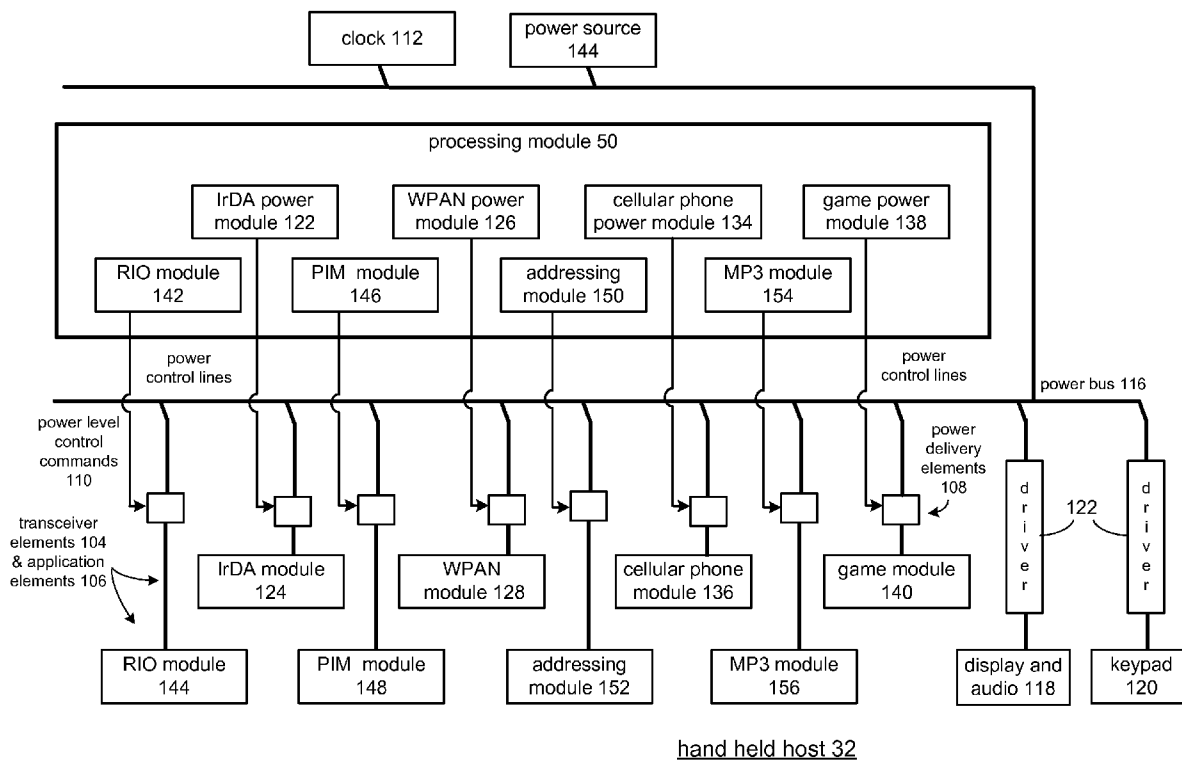 clock 112
power source
144
processing module 50
IrDA power
module 122
WPAN power
module 126
cellular phone
power module 134
game power
module 138
RIO module
142
PIM module
146
addressing
module 150
MP3 module
154
power
control lines
power
control lines
power bus 116
power level
control
commands
110
power
delivery
elements
108
driver
122
driver
transceiver
elements 104
& application
elements 106
IrDA module
124
WPAN
module 128
cellular phone
module 136
game module
140
RIO module
144
PIM module
148
addressing
module 152
MP3 module
156
display and
audio 118
keypad
120
hand held host 32